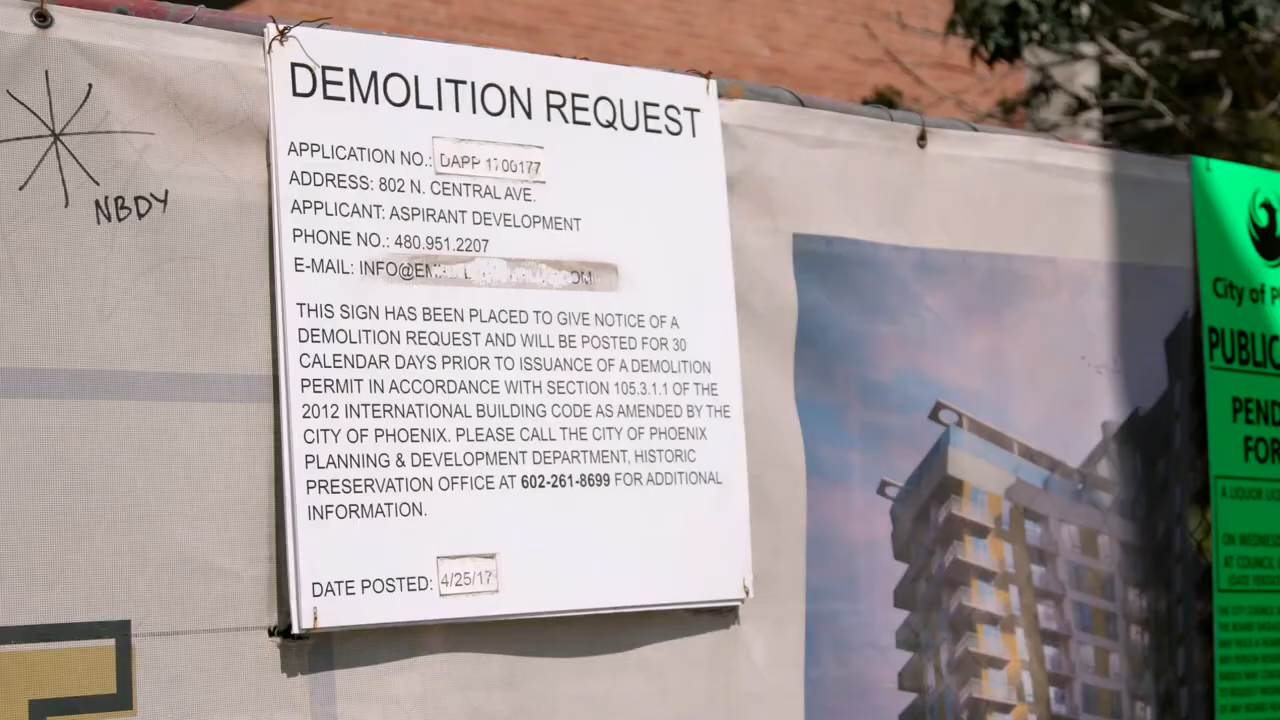 NBDY
DEMOLITION REQUEST
APPLICATION NO.: DAPP 1700177
ADDRESS: 802 N. CENTRAL AVE.
APPLICANT: ASPIRANT DEVELOPMENT
PHONE NO.: 480.951.2207
E-MAIL:
THIS SIGN HAS BEEN PLACED TO GIVE NOTICE OF A
DEMOLITION REQUEST AND WILL BE POSTED FOR 30
CALENDAR DAYS PRIOR TO ISSUANCE OF A DEMOLITION
PERMIT IN ACCORDANCE WITH SECTION 105.3.1.1 OF THE
2012 INTERNATIONAL BUILDING CODE AS AMENDED BY THE
CITY OF PHOENIX. PLEASE CALL THE CITY OF PHOENIX
PLANNING & DEVELOPMENT DEPARTMENT, HISTORIC
PRESERVATION OFFICE AT 602-261-8699 FOR ADDITIONAL
INFORMATION.
DATE POSTED: 4/25/17
City of P
PUBLIC
PEND
FOR
A LIQUOR
ON
AT COUNCIL